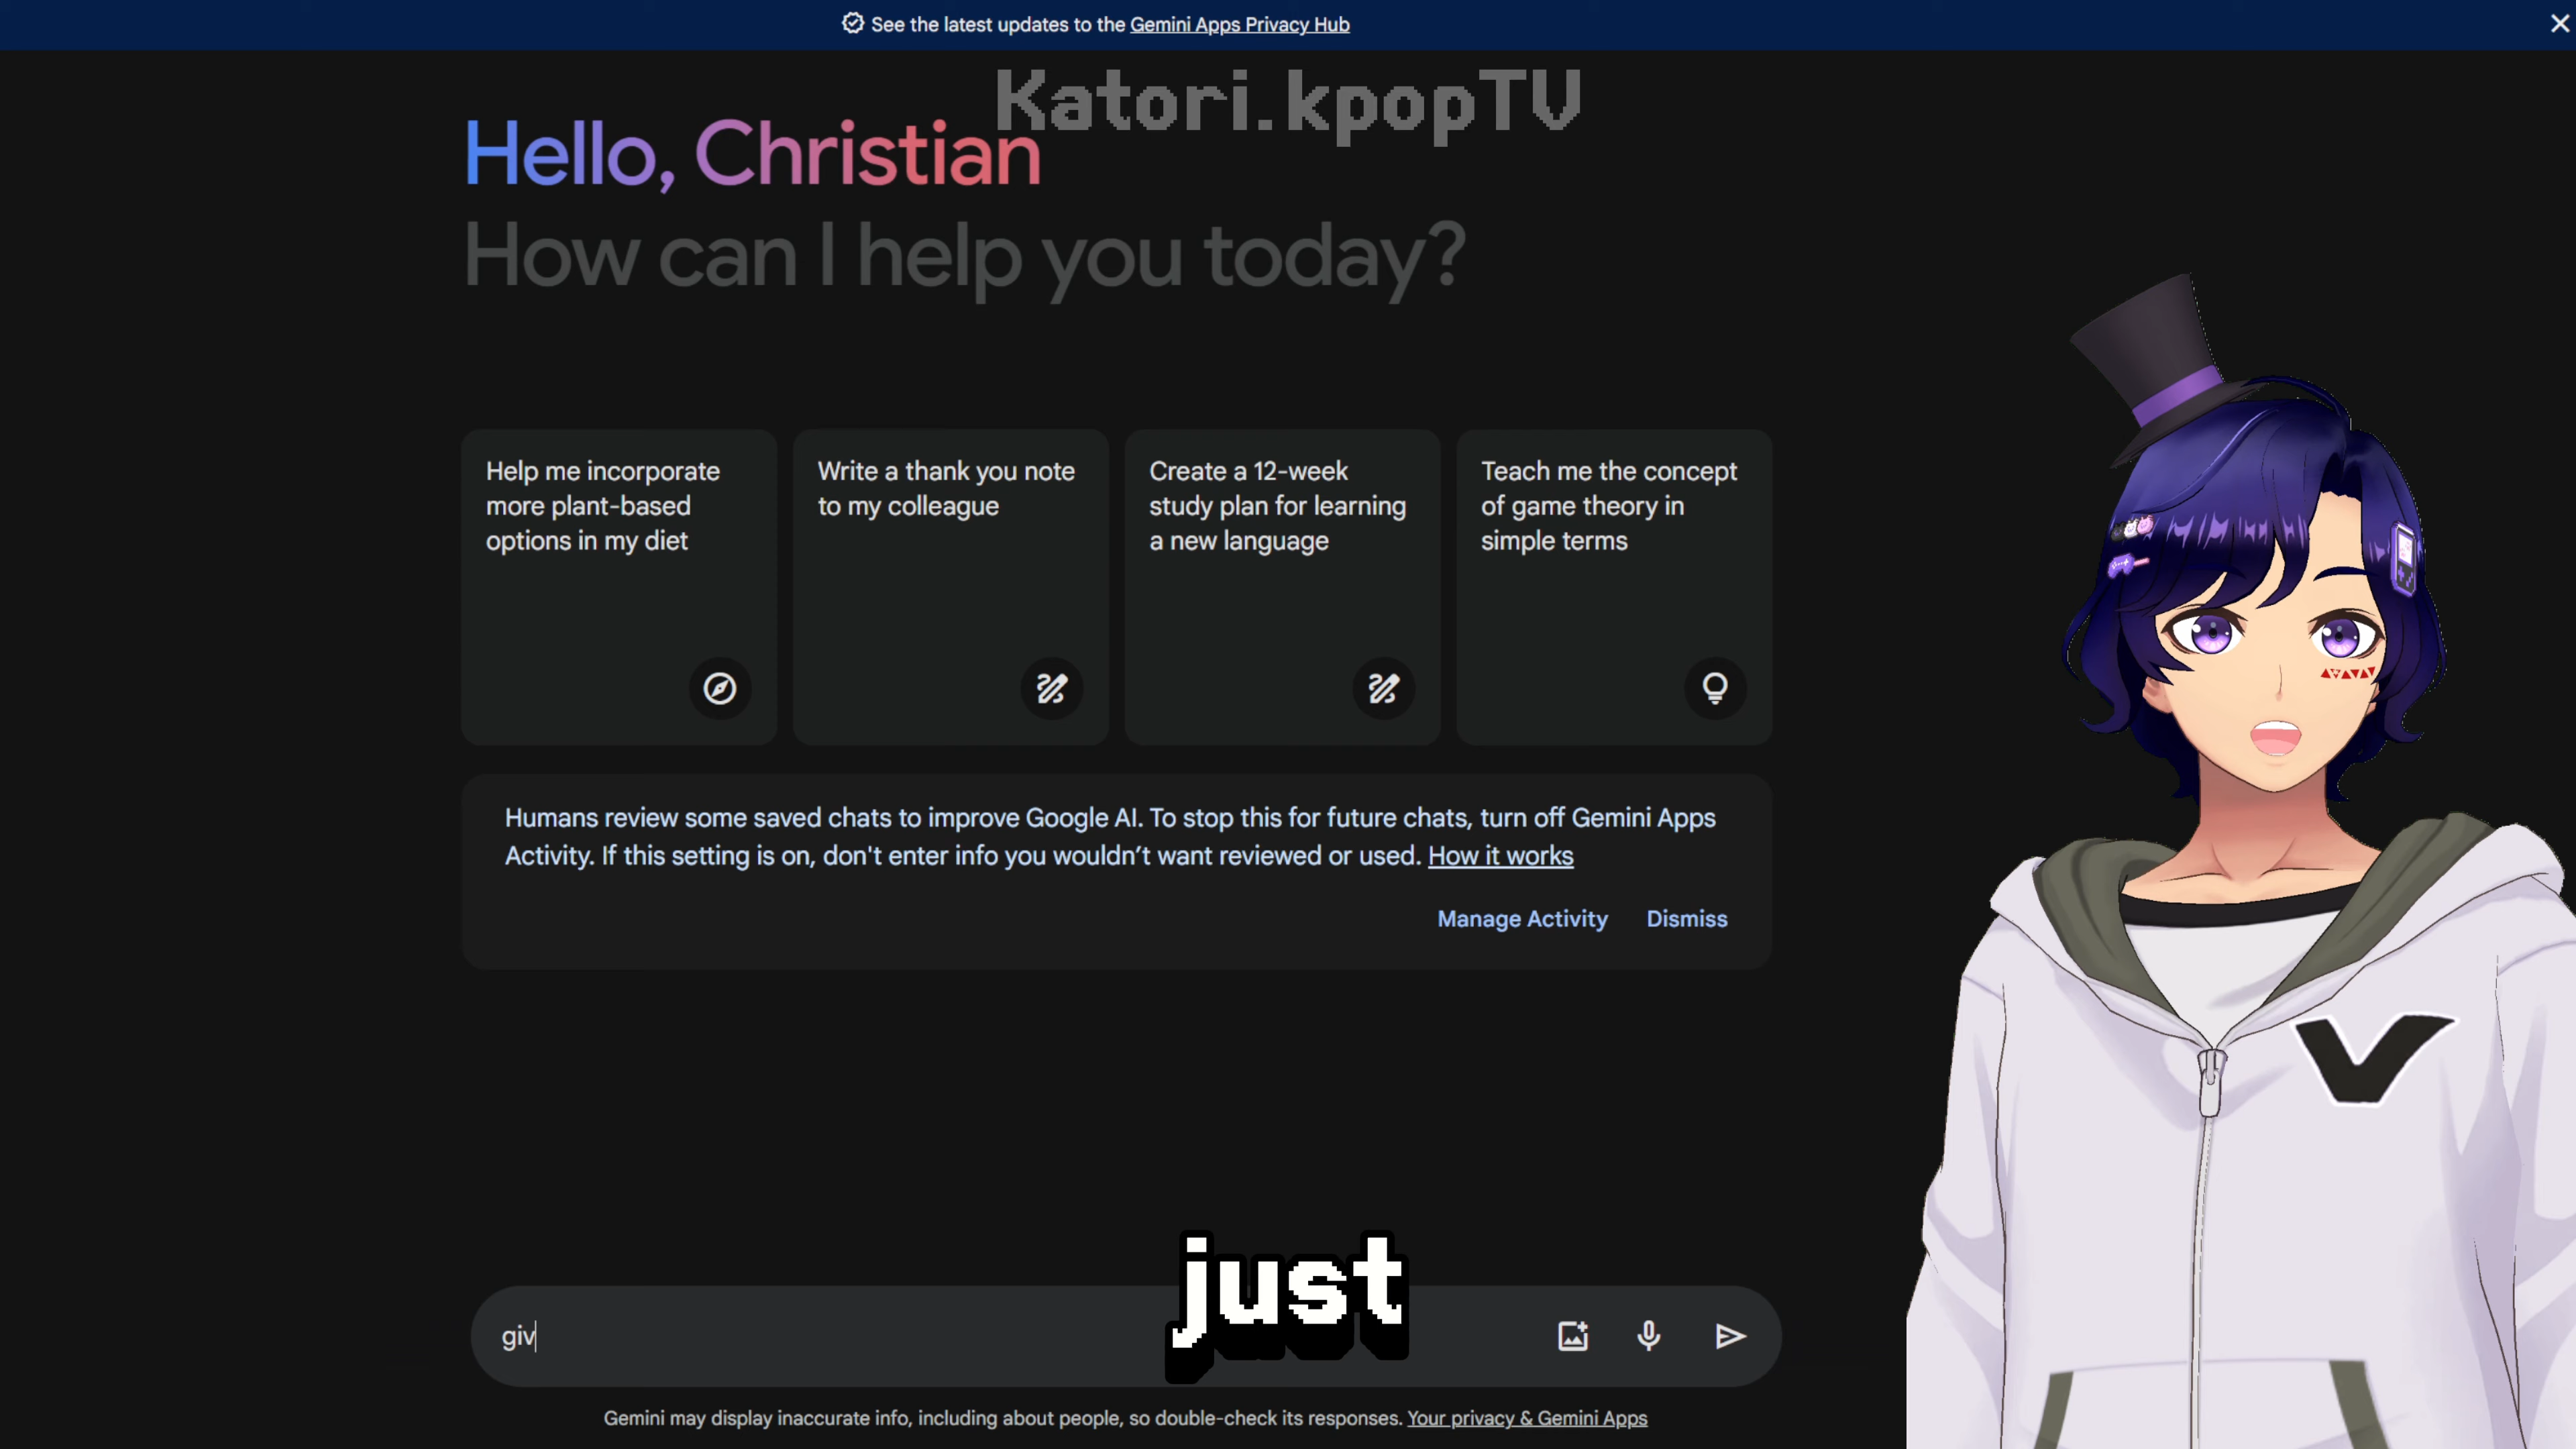 See the latest updates to the Gemini Apps Privacy Hub
Katori.kpopTV
Hello, Christian
How can I help you today?
Help me incorporate
more plant-based
options in my diet
Write a thank you note
to my colleague
Create a 12-week
study plan for learning
a new language
Teach me the concept
of game theory in
simple terms
Humans review some saved chats to improve Google AI. To stop this for future chats, turn off Gemini Apps
Activity. If this setting is on, don't enter info you wouldn’t want reviewed or used. How it works
Manage Activity Dismiss
just
giv
Gemini may display inaccurate info, including about people, so double-check its responses. Your privacy & Gemini Apps